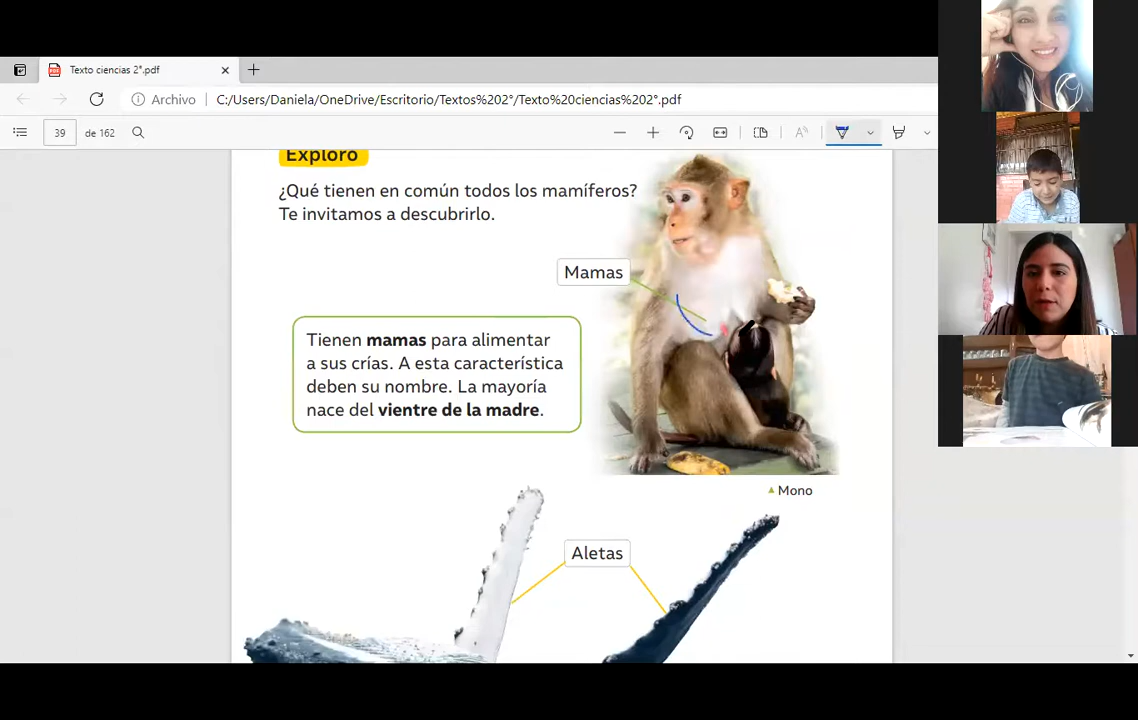 Texto ciencias 2°.pdf
Archivo
C:/Users/Daniela/OneDrive/Escritorio/Textos%202°/Texto%20ciencias%202°.pdf
39
de 162
Exploro
¿Qué tienen en común todos los mamíferos?
Te invitamos a descubrirlo.
Mamas
Tienen mamas para alimentar
a sus crías. A esta característica
deben su nombre. La mayoría
nace del vientre de la madre.
Mono
Aletas